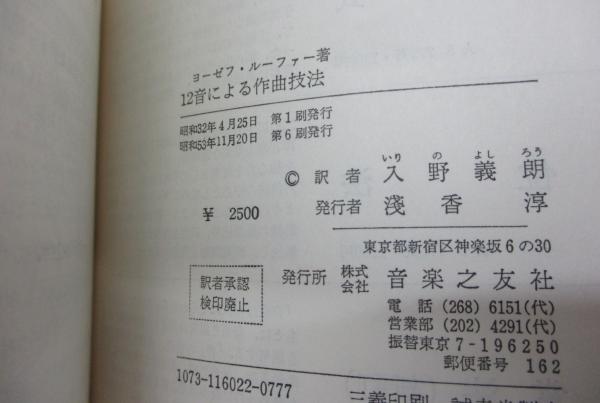 ヨーゼフ・ルーファー著
12音による作曲技法
昭和32年4月25日 第1刷発行
昭和53年11月20日 第6刷発行
いり の よし ろう
© 訳者 入野義朗
¥ 2500
発行者 淺香 淳
東京都新宿区神楽坂6の30
訳者承認
検印廃止
発行所 株式会社 音楽之友社
電話 (268) 6151(代)
営業部 (202) 4291(代)
振替東京 7-196250
郵便番号 162
1073-116022-0777
三義印刷